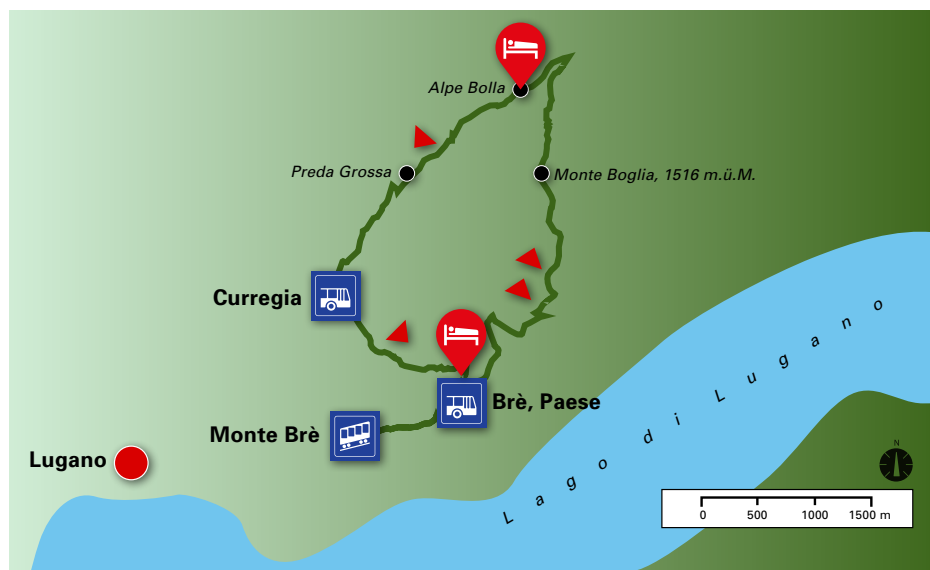 Alpe Bolla
Preda Grossa
Monte Boglia, 1516 m.ü.M.
Curregia
Brè, Paese
Monte Brè
Lugano
Lago di Lugano
N
0 500 1000 1500 m